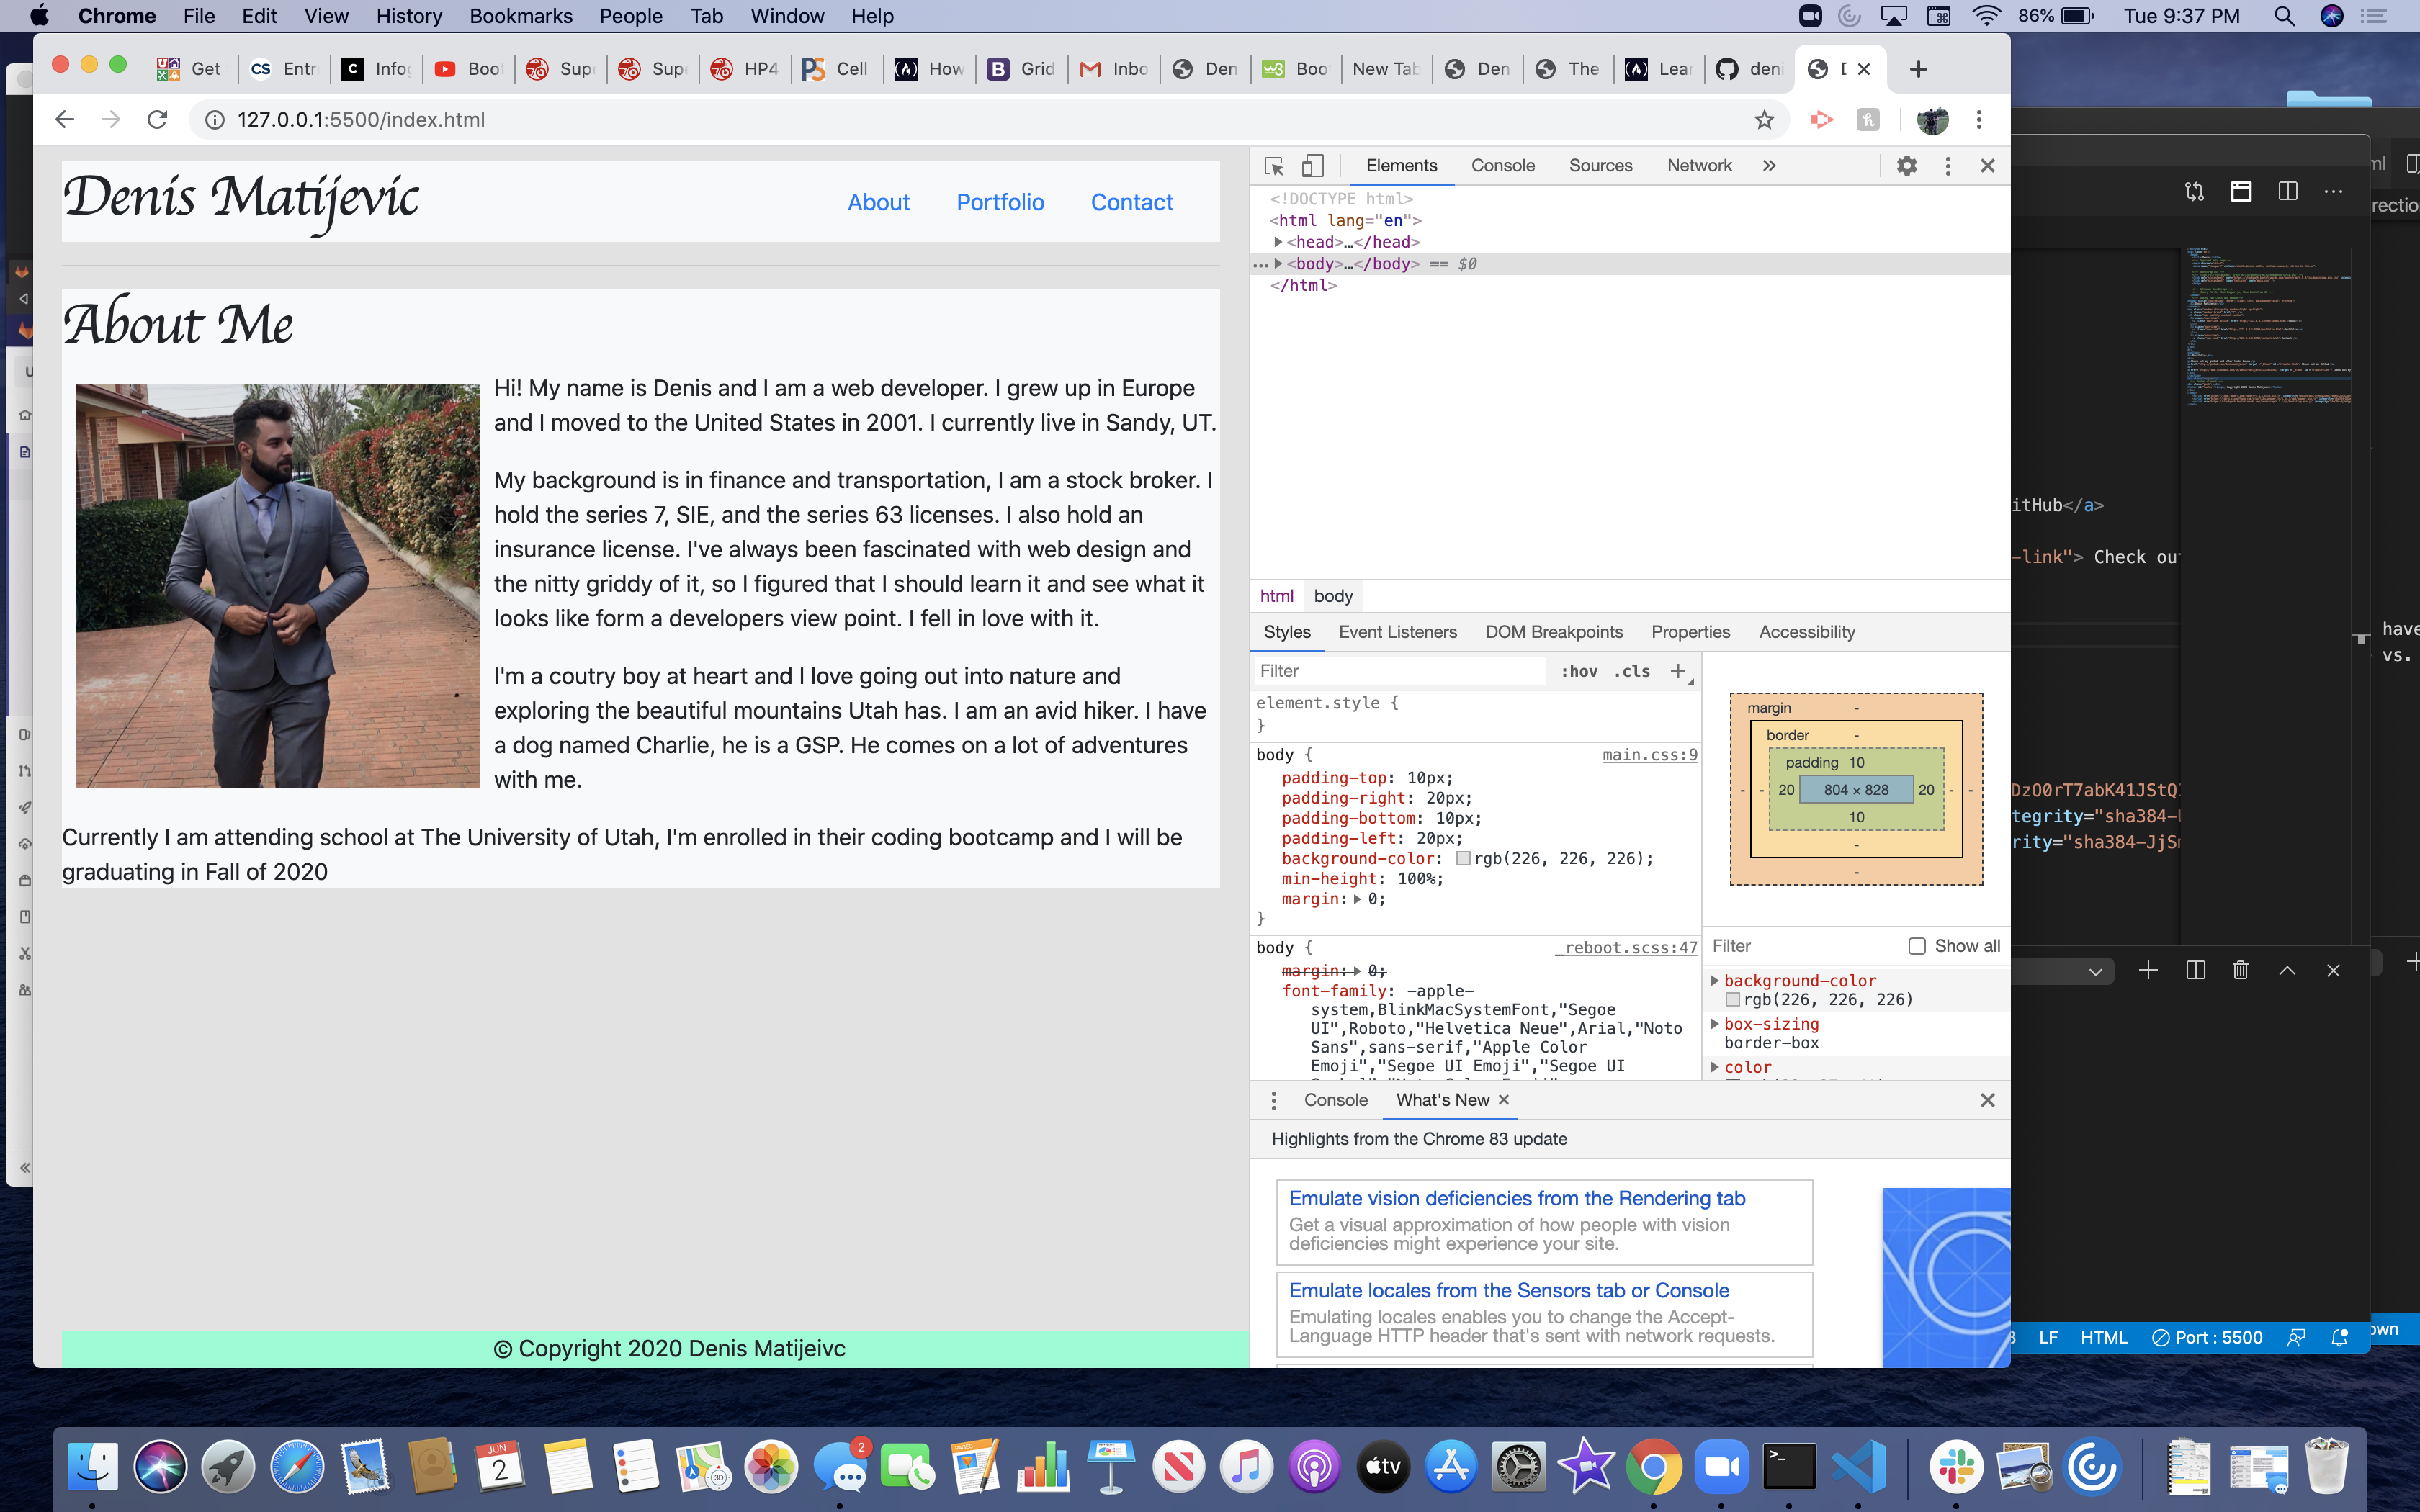 Chrome File Edit View History Bookmarks People Tab Window Help
86% Tue 9:37 PM
Get
CS Entr
C Info
Boo
Sup
Sup
HP4
PS Cell
How
B Grid
Inbo
Den
w3 Boo
New Tab
Den
The
Lear
deni
127.0.0.1:5500/index.html
Denis Matijevic
About Portfolio Contact
About Me
Hi! My name is Denis and I am a web developer. I grew up in Europe
and I moved to the United States in 2001. I currently live in Sandy, UT.
My background is in finance and transportation, I am a stock broker. I
hold the series 7, SIE, and the series 63 licenses. I also hold an
insurance license. I've always been fascinated with web design and
the nitty griddy of it, so I figured that I should learn it and see what it
looks like form a developers view point. I fell in love with it.
I'm a coutry boy at heart and I love going out into nature and
exploring the beautiful mountains Utah has. I am an avid hiker. I have
a dog named Charlie, he is a GSP. He comes on a lot of adventures
with me.
Currently I am attending school at The University of Utah, I'm enrolled in their coding bootcamp and I will be
graduating in Fall of 2020
© Copyright 2020 Denis Matijeivc
Elements Console Sources Network »
<!DOCTYPE html>
<html lang="en">
<head>…</head>
<body>…</body> == $0
</html>
html body
Styles Event Listeners DOM Breakpoints Properties Accessibility
Filter :hov .cls +
element.style {
}
body { main.css:9
padding-top: 10px;
padding-right: 20px;
padding-bottom: 10px;
padding-left: 20px;
background-color: rgb(226, 226, 226);
min-height: 100%;
margin: 0;
}
body { _reboot.scss:47
margin: 0;
font-family: -apple-
system,BlinkMacSystemFont,"Segoe
UI",Roboto,"Helvetica Neue",Arial,"Noto
Sans",sans-serif,"Apple Color
Emoji","Segoe UI Emoji","Segoe UI
margin -
border -
padding 10
- - 20 804 × 828 20 - -
10
-
-
Filter Show all
background-color
rgb(226, 226, 226)
box-sizing
border-box
color
Console What's New
Highlights from the Chrome 83 update
Emulate vision deficiencies from the Rendering tab
Get a visual approximation of how people with vision
deficiencies might experience your site.
Emulate locales from the Sensors tab or Console
Emulating locales enables you to change the Accept-
Language HTTP header that's sent with network requests.
itHub</a>
-link"> Check ou
DzO0rT7abK41JStQ
tegrity="sha384-
rity="sha384-JjS
ml
rectio
have
vs.
LF HTML Port : 5500
own
JUN
2
PAGES
3D
2
tv